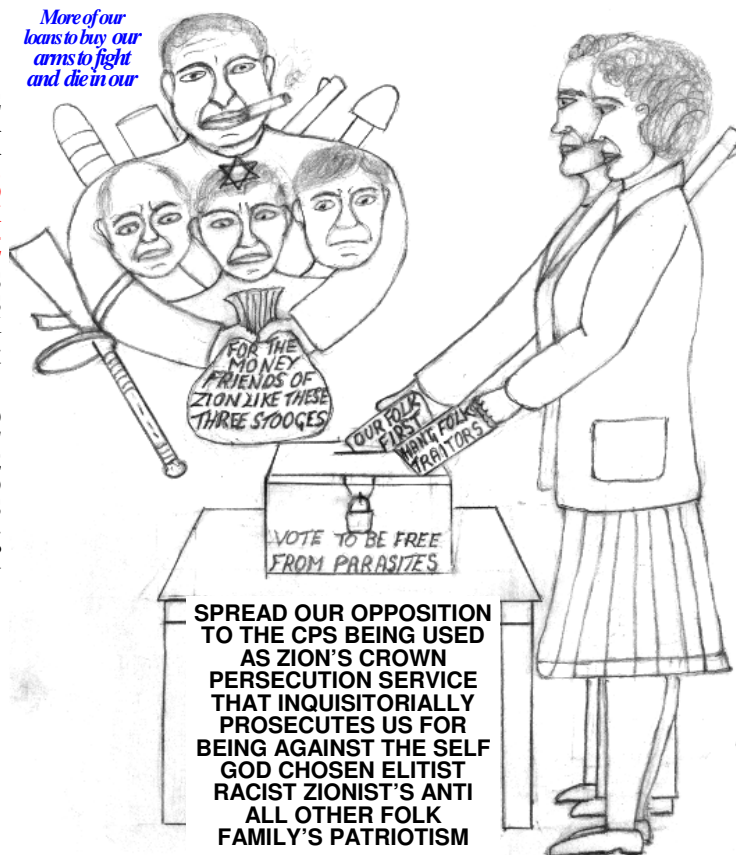 More of our
loans to buy our
arms to fight
and die in our
FOR THE
MONEY
FRIENDS OF
ZION LIKE THESE
THREE STOOGES
OUR FOLK
FIRST
HANG FOLK
TRAITORS
VOTE TO BE FREE
FROM PARASITES
SPREAD OUR OPPOSITION
TO THE CPS BEING USED
AS ZION'S CROWN
PERSECUTION SERVICE
THAT INQUISITORIALLY
PROSECUTES US FOR
BEING AGAINST THE SELF
GOD CHOSEN ELITIST
RACIST ZIONIST'S ANTI
ALL OTHER FOLK
FAMILY'S PATRIOTISM